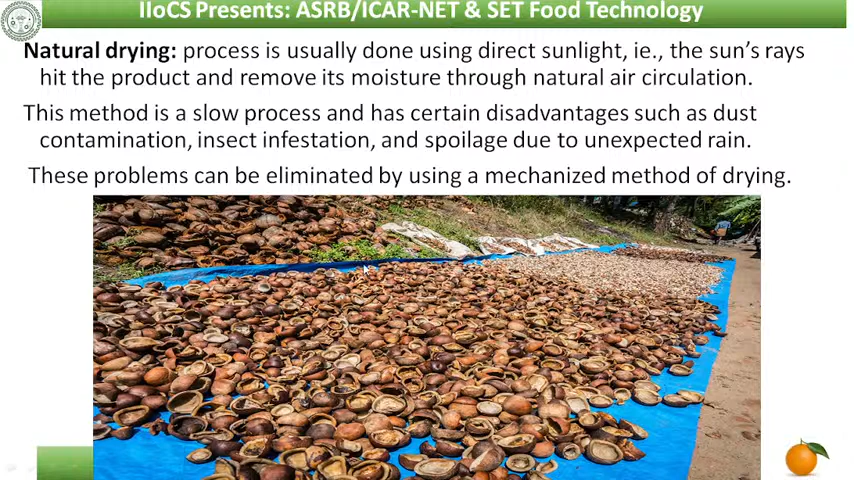 IIoCS Presents: ASRB/ICAR-NET & SET Food Technology
Natural drying: process is usually done using direct sunlight, ie., the sun's rays
hit the product and remove its moisture through natural air circulation.
This method is a slow process and has certain disadvantages such as dust
contamination, insect infestation, and spoilage due to unexpected rain.
These problems can be eliminated by using a mechanized method of drying.